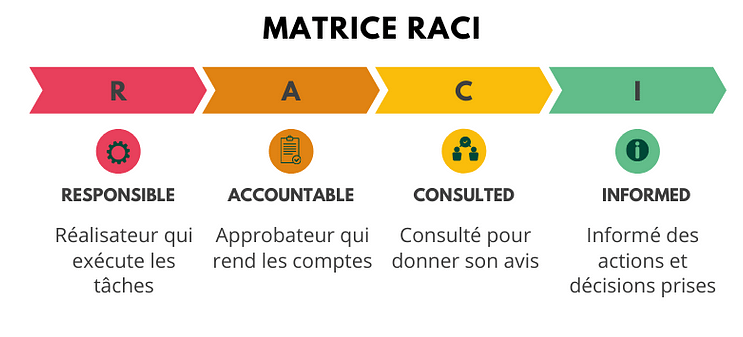 MATRICE RACI
R
A
C
I
RESPONSIBLE
ACCOUNTABLE
CONSULTED
INFORMED
Réalisateur qui
exécute les
tâches
Approbateur qui
rend les comptes
Consulté pour
donner son avis
Informé des
actions et
décisions prises